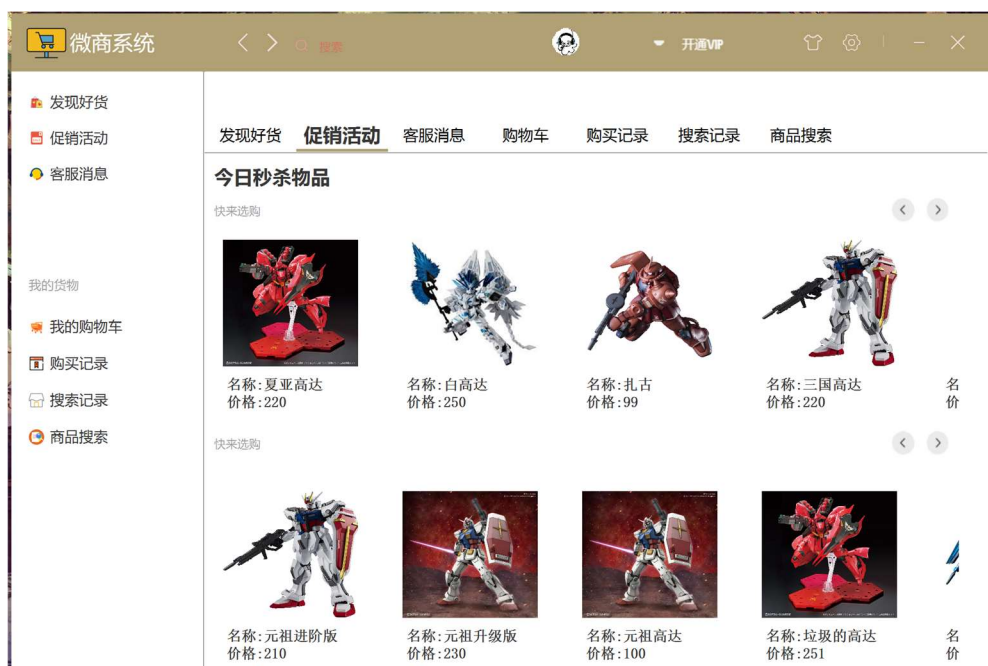 微商系统
搜索
开通VIP
发现好货
促销活动
客服消息
我的货物
我的购物车
购买记录
搜索记录
商品搜索
发现好货 促销活动 客服消息 购物车 购买记录 搜索记录 商品搜索
今日秒杀物品
快来选购
名称:夏亚高达 名称:白高达 名称:扎古 名称:三国高达 名
价格:220 价格:250 价格:99 价格:220 价
快来选购
名称:元祖进阶版 名称:元祖升级版 名称:元祖高达 名称:垃圾的高达 名
价格:210 价格:230 价格:100 价格:251 价